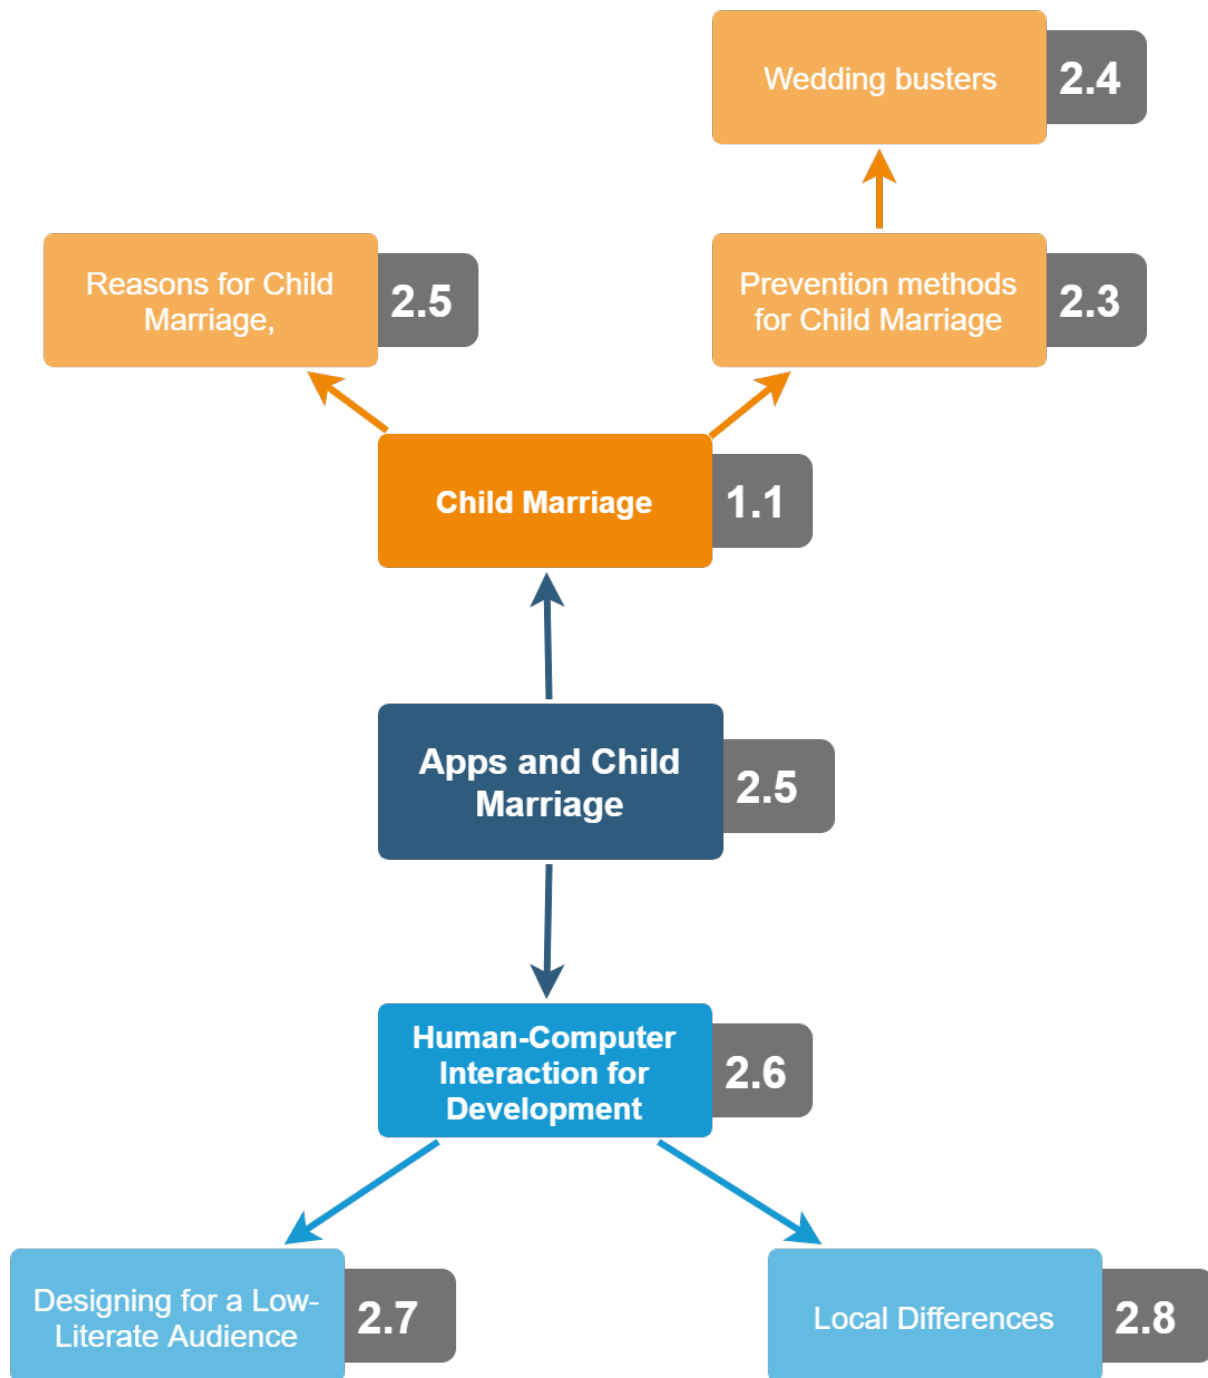 Wedding busters
2.4
Reasons for Child
Marriage,
2.5
Prevention methods
for Child Marriage
2.3
Child Marriage
1.1
Apps and Child
Marriage
2.5
Human-Computer
Interaction for
Development
2.6
Designing for a Low-
Literate Audience
2.7
Local Differences
2.8